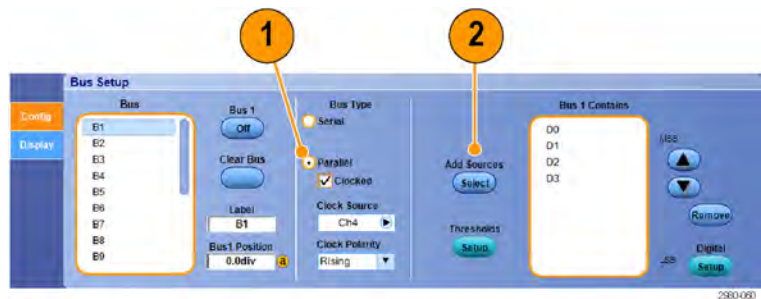 1
2
Bus Setup
Config
Display
Bus
B1
B2
B3
B4
B5
B6
B7
B8
B9
Bus 1
Off
Clear Bus
Label
B1
Bus1 Position
0.0div
a
Bus Type
Serial
Parallel
Clocked
Clock Source
Ch4
Clock Polarity
Rising
Add Sources
Select
Thresholds
Setup
Bus 1 Contains
D0
D1
D2
D3
MSB
Remove
LSB
Digital
Setup
2980-060